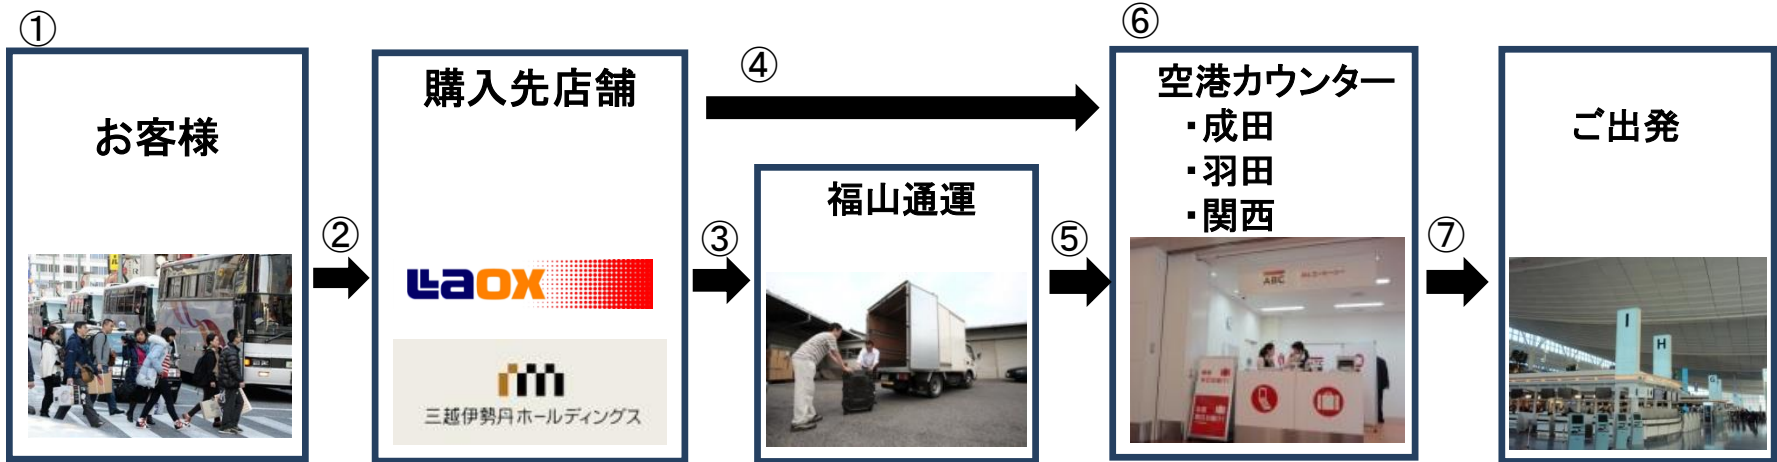 ①
お客様
②
購入先店舗
LAOX
三越伊勢丹ホールディングス
③
④
福山通運
⑤
⑥
空港カウンター
・成田
・羽田
・関西
ABC
⑦
ご出発
I
H
G